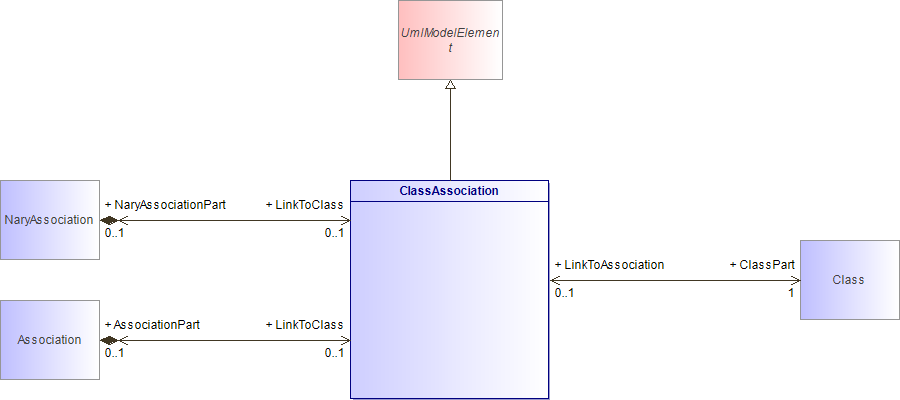 UmlModelElemen
t
ClassAssociation
NaryAssociation
+ NaryAssociationPart
+ LinkToClass
0..1
0..1
+ LinkToAssociation
+ ClassPart
0..1
1
Class
Association
+ AssociationPart
+ LinkToClass
0..1
0..1